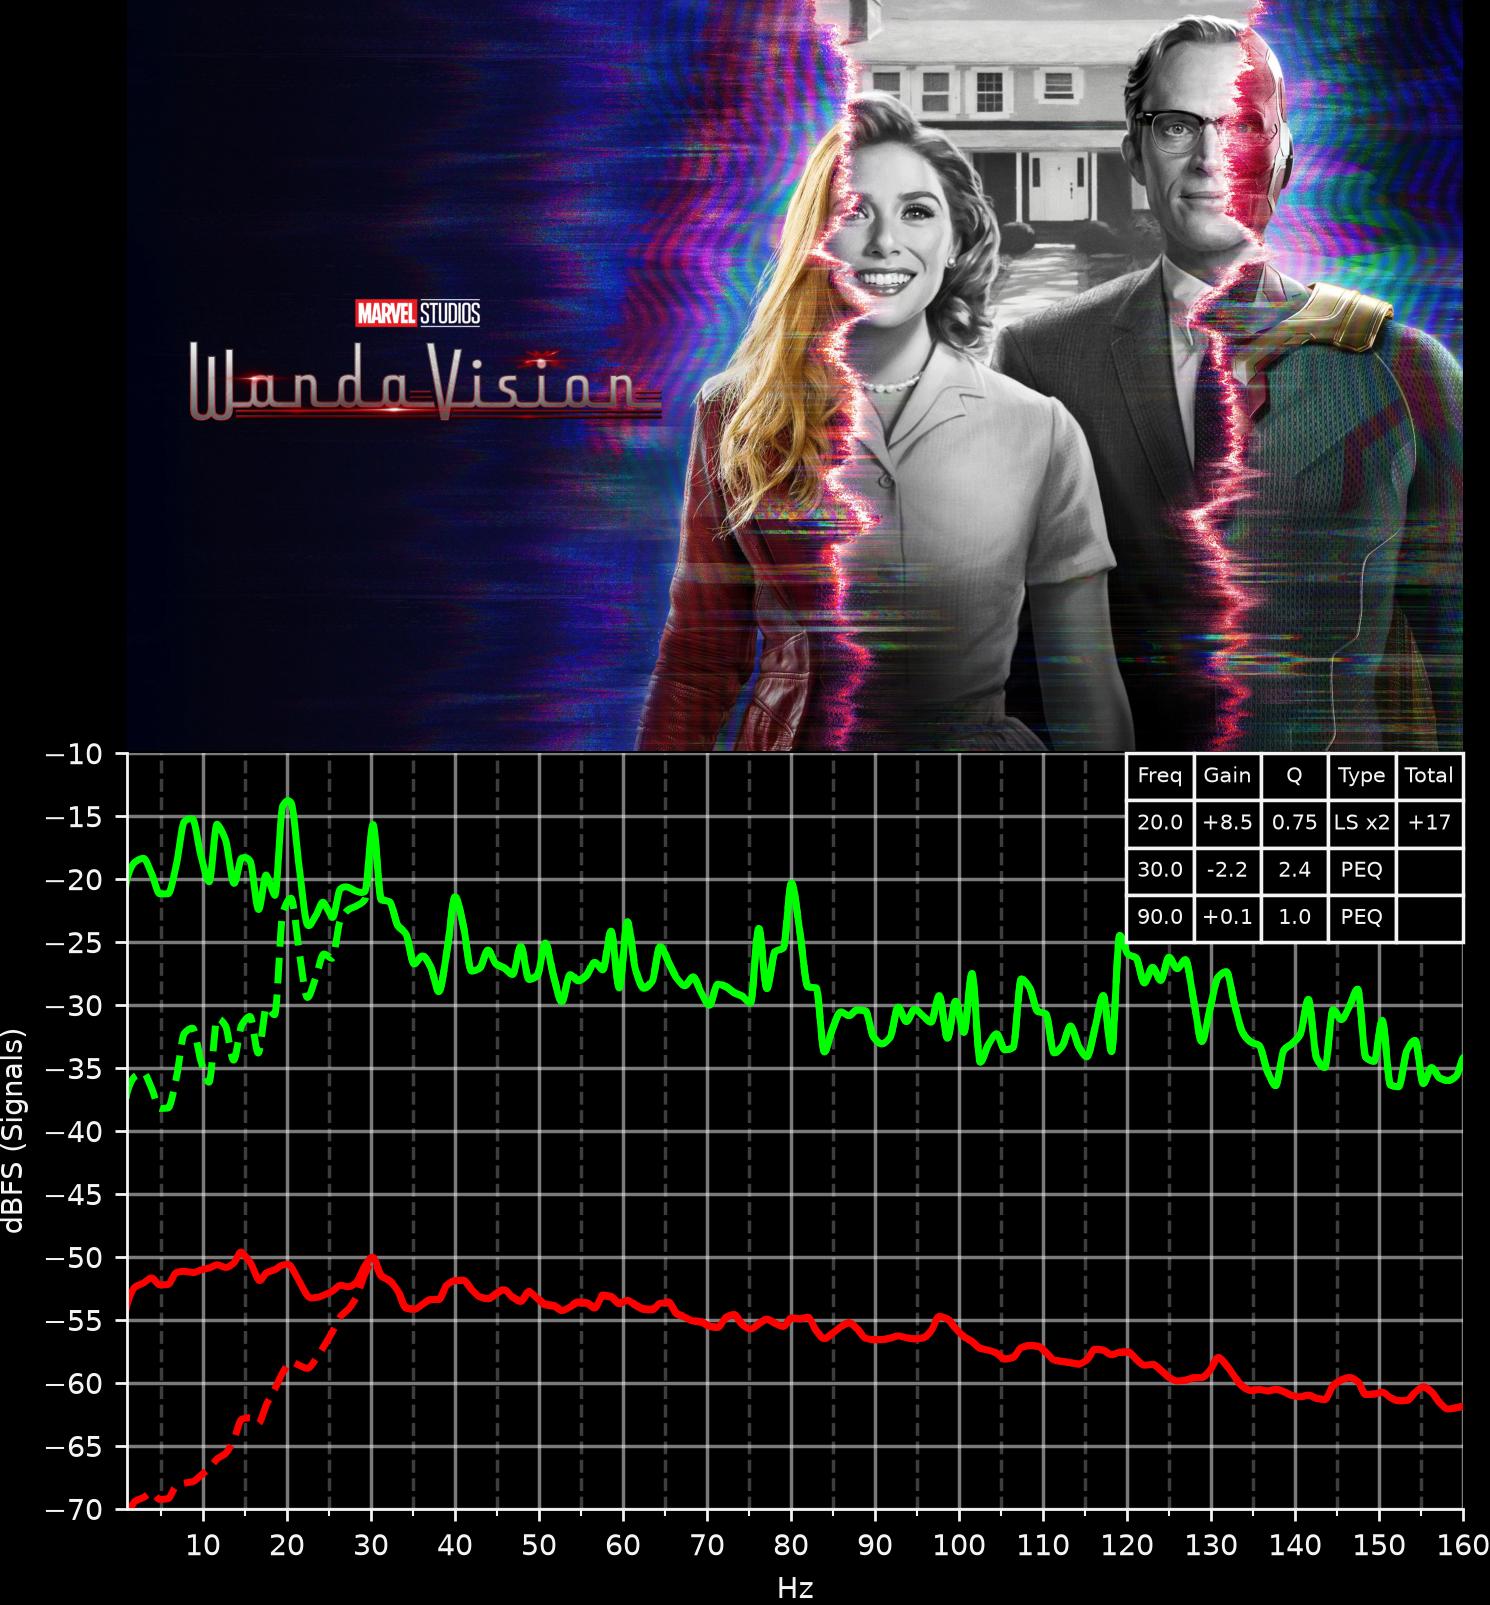 MARVEL STUDIOS
WandaVision
−10
−15
−20
−25
−30
−35
−40
−45
−50
−55
−60
−65
−70
dBFS (Signals)
Freq Gain Q Type Total
20.0 +8.5 0.75 LS x2 +17
30.0 -2.2 2.4 PEQ
90.0 +0.1 1.0 PEQ
10 20 30 40 50 60 70 80 90 100 110 120 130 140 150 160
Hz